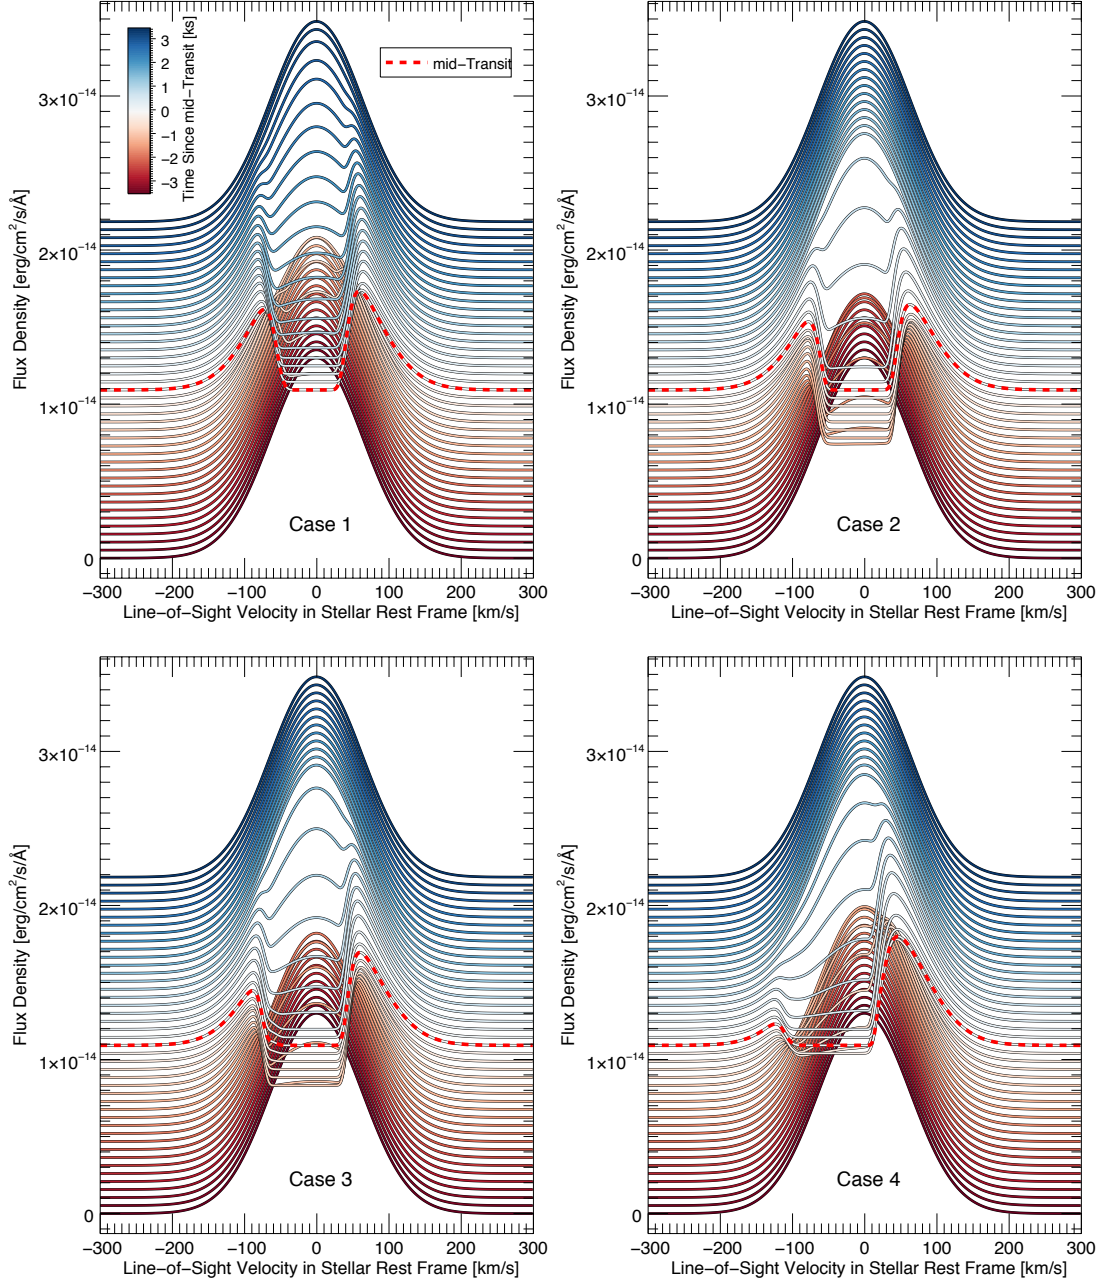 3
2
1
0
−1
−2
−3
Time Since mid−Transit [ks]
mid−Transit
3×10−14
2×10−14
1×10−14
0
Flux Density [erg/cm2/s/Å]
Case 1
−300 −200 −100 0 100 200 300
Line−of−Sight Velocity in Stellar Rest Frame [km/s]
3×10−14
2×10−14
1×10−14
0
Flux Density [erg/cm2/s/Å]
Case 2
−300 −200 −100 0 100 200 300
Line−of−Sight Velocity in Stellar Rest Frame [km/s]
3×10−14
2×10−14
1×10−14
0
Flux Density [erg/cm2/s/Å]
Case 3
−300 −200 −100 0 100 200 300
Line−of−Sight Velocity in Stellar Rest Frame [km/s]
3×10−14
2×10−14
1×10−14
0
Flux Density [erg/cm2/s/Å]
Case 4
−300 −200 −100 0 100 200 300
Line−of−Sight Velocity in Stellar Rest Frame [km/s]